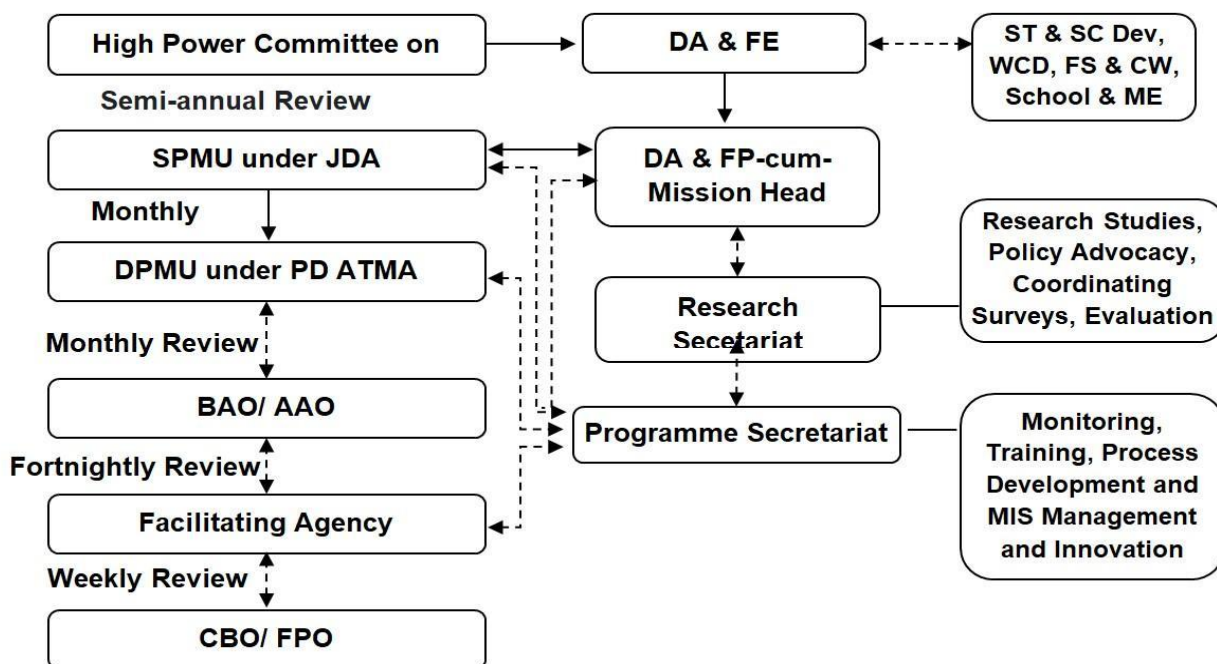 High Power Committee on
DA & FE
ST & SC Dev,
WCD, FS & CW,
School & ME
Semi-annual Review
SPMU under JDA
DA & FP-cum-
Mission Head
Monthly
DPMU under PD ATMA
Research Studies,
Policy Advocacy,
Coordinating
Surveys, Evaluation
Research
Secetariat
Monthly Review
BAO/ AAO
Programme Secretariat
Monitoring,
Training, Process
Development and
MIS Management
and Innovation
Fortnightly Review
Facilitating Agency
Weekly Review
CBO/ FPO